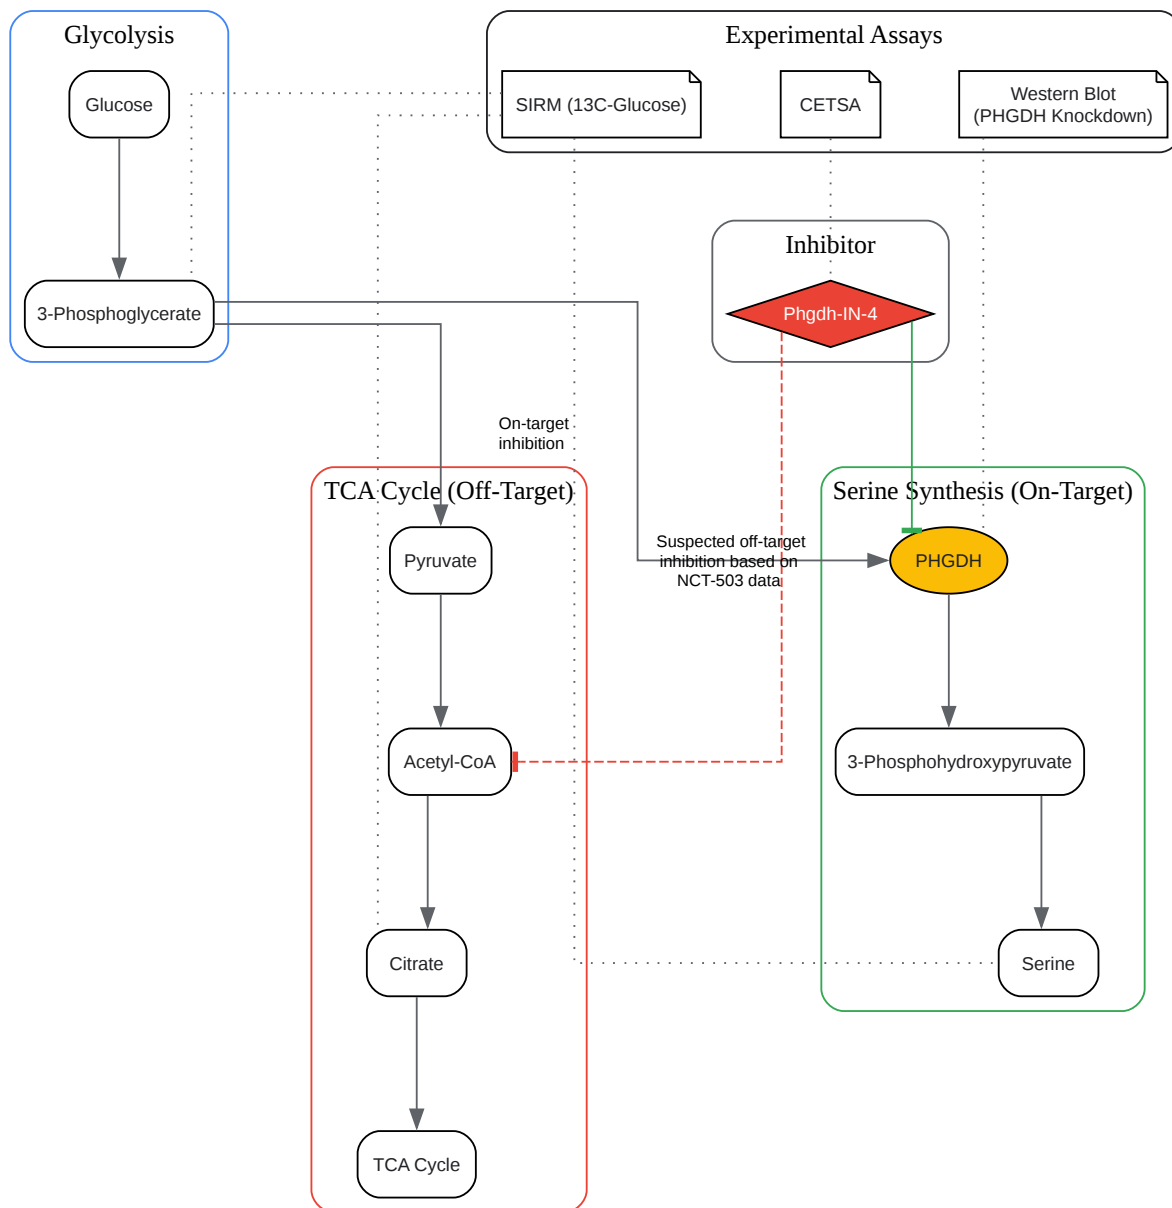 Glycolysis
Experimental Assays
Glucose
SIRM (13C-Glucose)
CETSA
Western Blot
(PHGDH Knockdown)
Inhibitor
3-Phosphoglycerate
Phgdh-IN-4
On-target
inhibition
TCA Cycle (Off-Target)
Serine Synthesis (On-Target)
Pyruvate
Suspected off-target
inhibition based on
NCT-503 data
PHGDH
Acetyl-CoA
3-Phosphohydroxypyruvate
Citrate
Serine
TCA Cycle